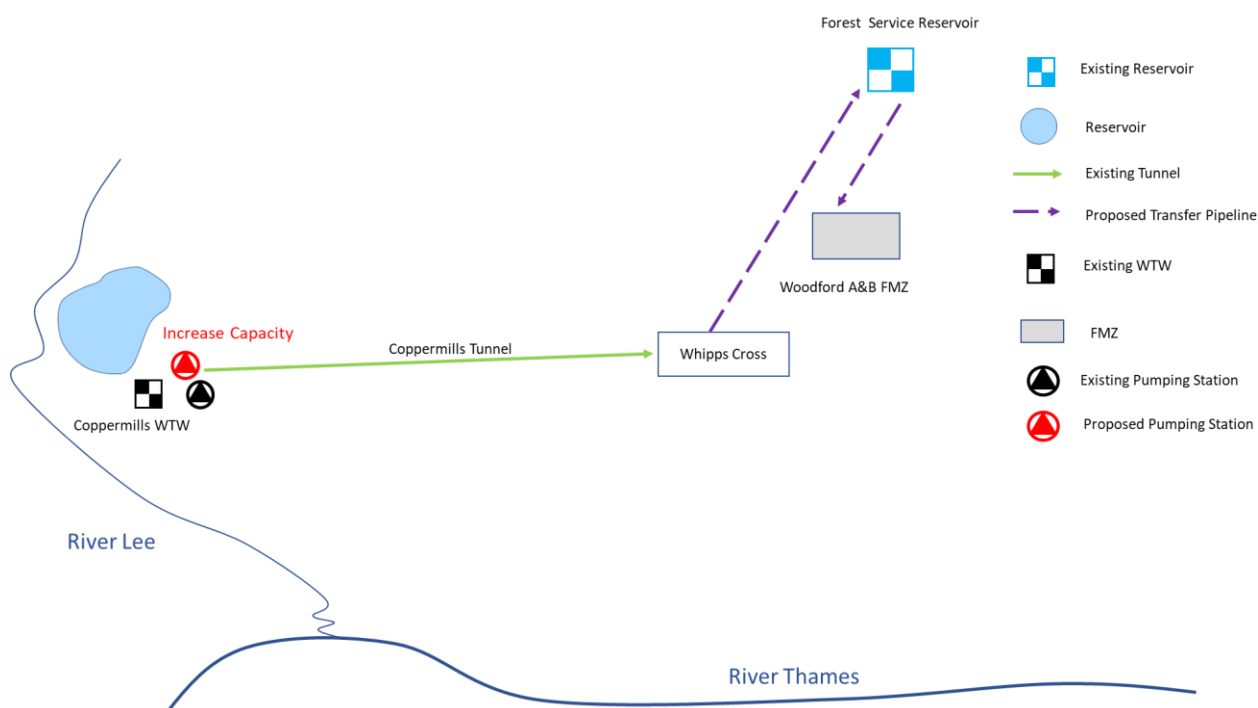 Forest Service Reservoir
Existing Reservoir
Reservoir
Existing Tunnel
Proposed Transfer Pipeline
Existing WTW
Woodford A&B FMZ
FMZ
Increase Capacity
Coppermills Tunnel
Whipps Cross
Existing Pumping Station
Coppermills WTW
Proposed Pumping Station
River Lee
River Thames